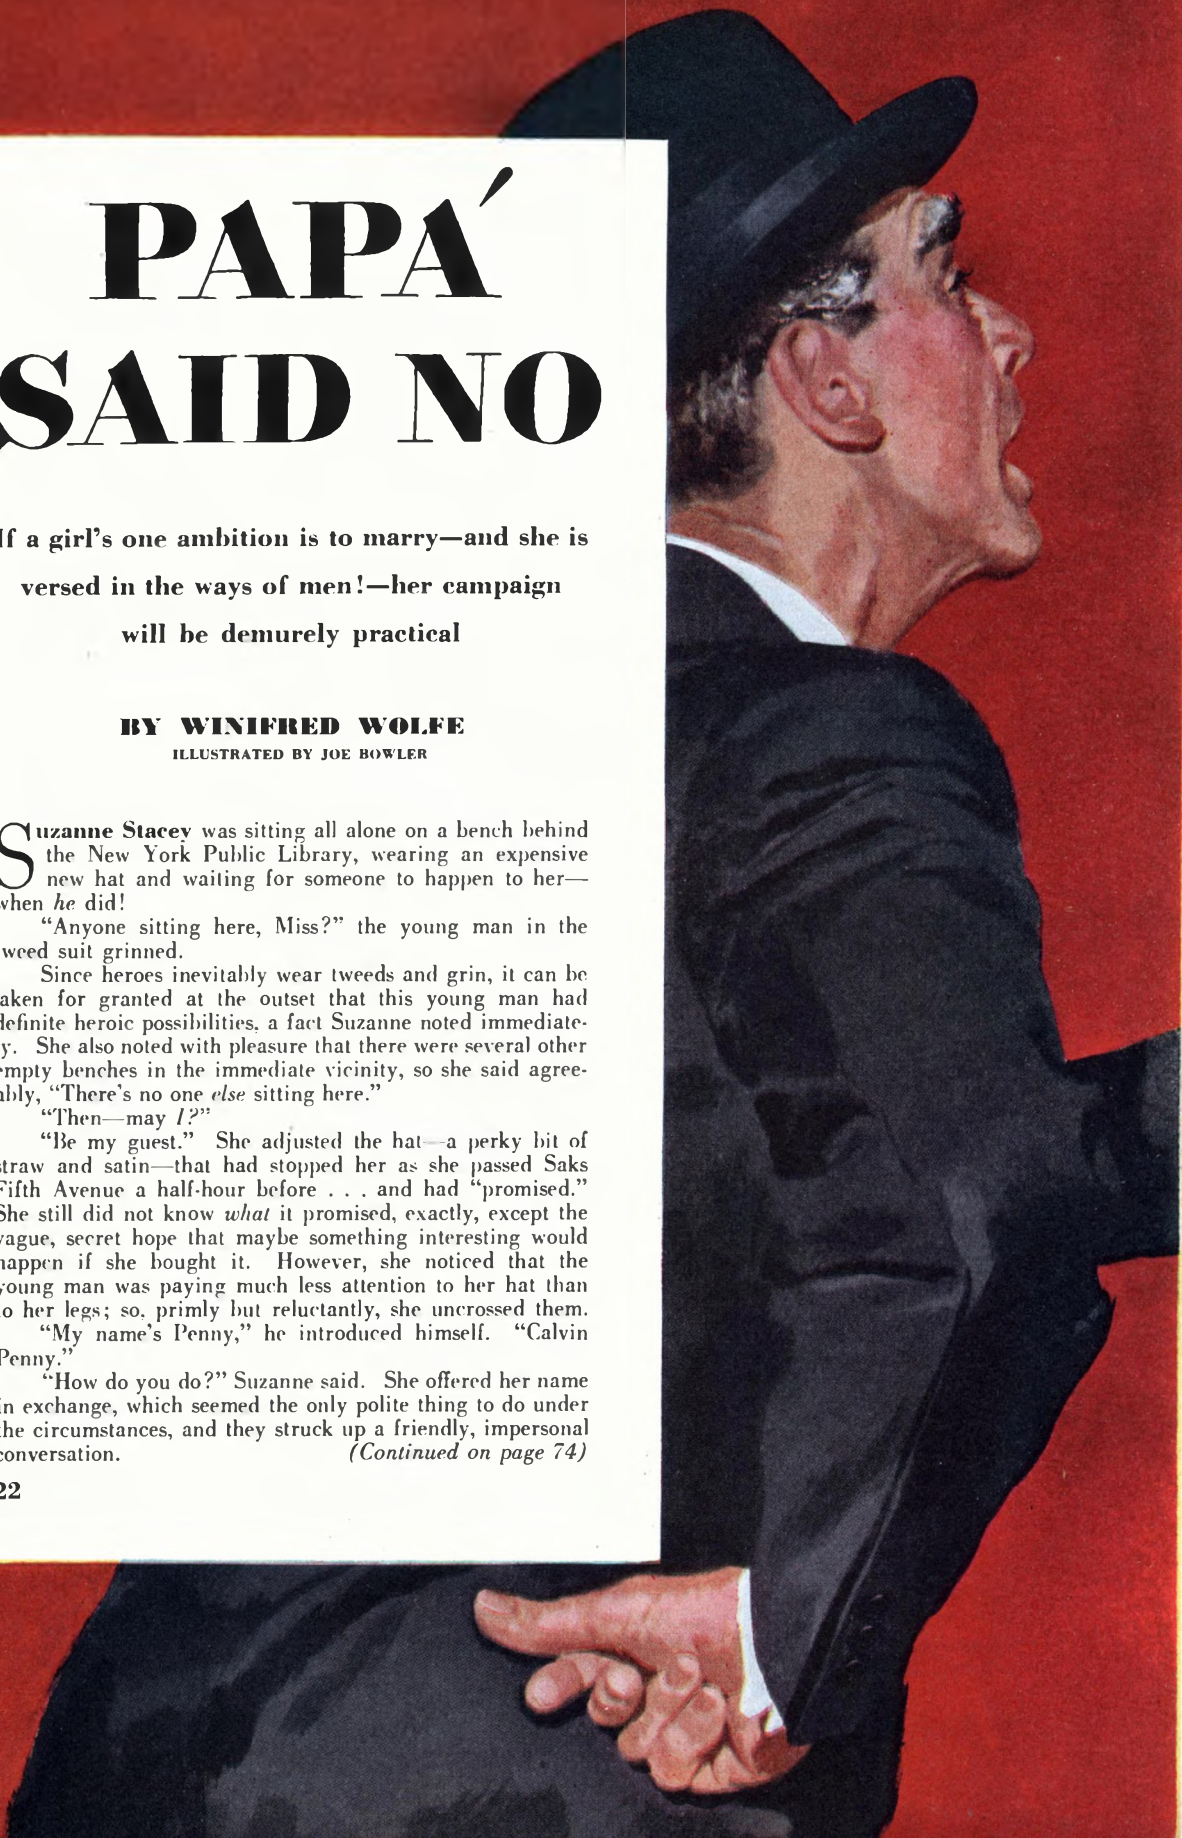 PAPÁ
SAID NO
If a girl's one ambition is to marry—and she is
versed in the ways of men!—her campaign
will be demurely practical
BY WINIFRED WOLFE
ILLUSTRATED BY JOE BOWLER
Suzanne Stacey was sitting all alone on a bench behind
the New York Public Library, wearing an expensive
new hat and waiting for someone to happen to her—
when he did!
“Anyone sitting here, Miss?” the young man in the
weed suit grinned.
Since heroes inevitably wear tweeds and grin, it can be
aken for granted at the outset that this young man had
definite heroic possibilities, a fact Suzanne noted immediate-
y. She also noted with pleasure that there were several other
empty benches in the immediate vicinity, so she said agree-
ably, “There's no one else sitting here.”
“Then—may I?”
“Be my guest.” She adjusted the hat—a perky bit of
straw and satin—that had stopped her as she passed Saks
Fifth Avenue a half-hour before . . . and had “promised.”
She still did not know what it promised, exactly, except the
vague, secret hope that maybe something interesting would
happen if she bought it. However, she noticed that the
young man was paying much less attention to her hat than
to her legs; so, primly but reluctantly, she uncrossed them.
“My name's Penny,” he introduced himself. “Calvin
Penny.”
“How do you do?” Suzanne said. She offered her name
in exchange, which seemed the only polite thing to do under
the circumstances, and they struck up a friendly, impersonal
conversation. (Continued on page 74)
22